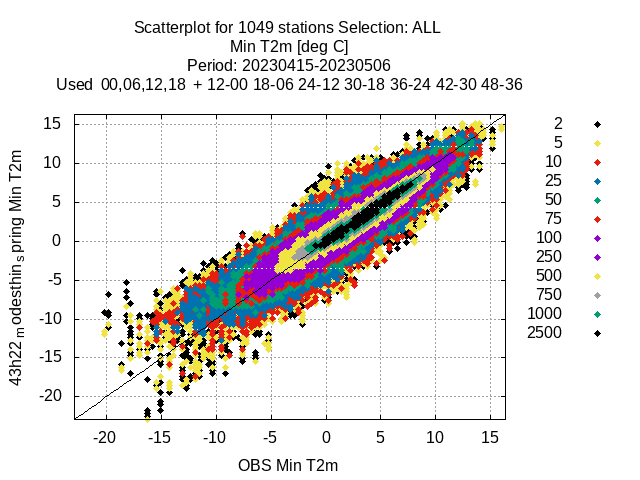 Scatterplot for 1049 stations Selection: ALL
Min T2m [deg C]
Period: 20230415-20230506
Used 00,06,12,18 + 12-00 18-06 24-12 30-18 36-24 42-30 48-36
15
10
5
0
-5
-10
-15
-20
43h22 m odesthin s pring Min T2m
-20 -15 -10 -5 0 5 10 15
OBS Min T2m
2
5
10
25
50
75
100
250
500
750
1000
2500